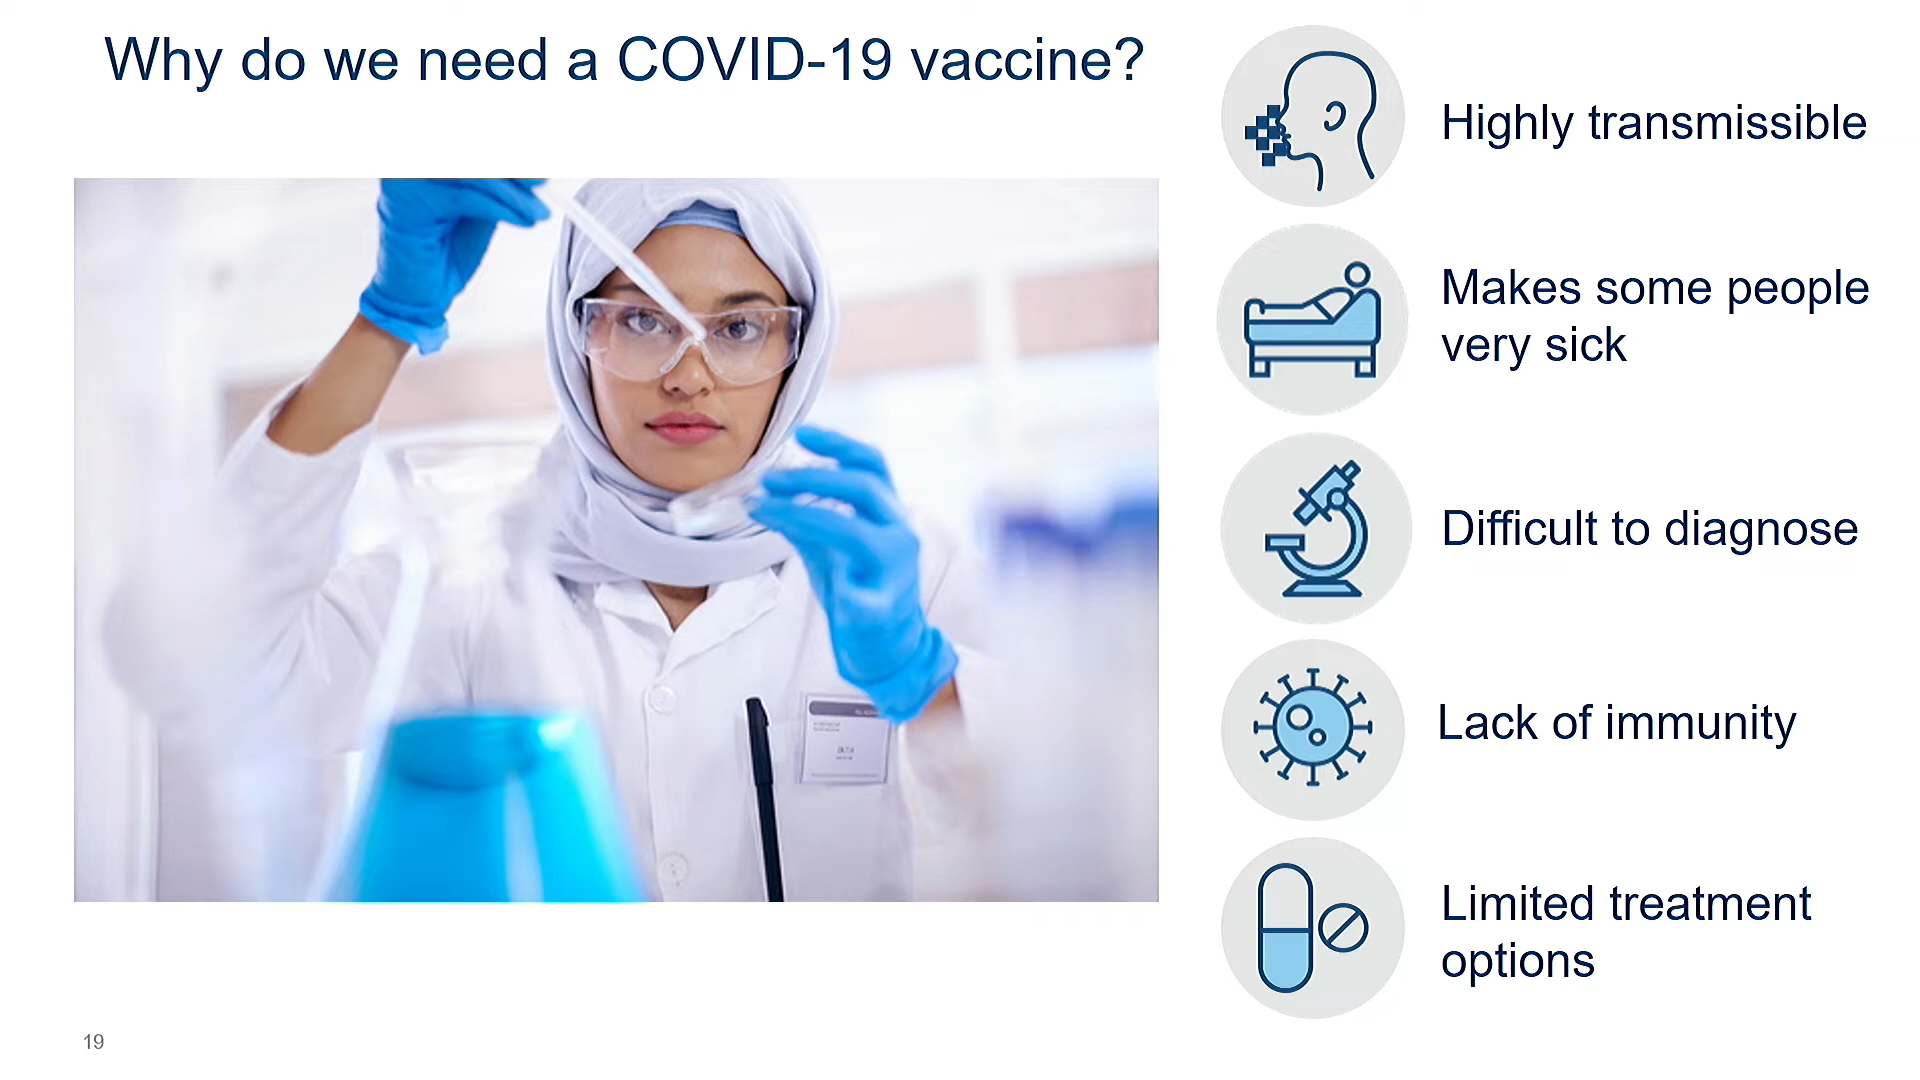 Why do we need a COVID-19 vaccine?
Highly transmissible
Makes some people
very sick
Difficult to diagnose
Lack of immunity
Limited treatment
options
19